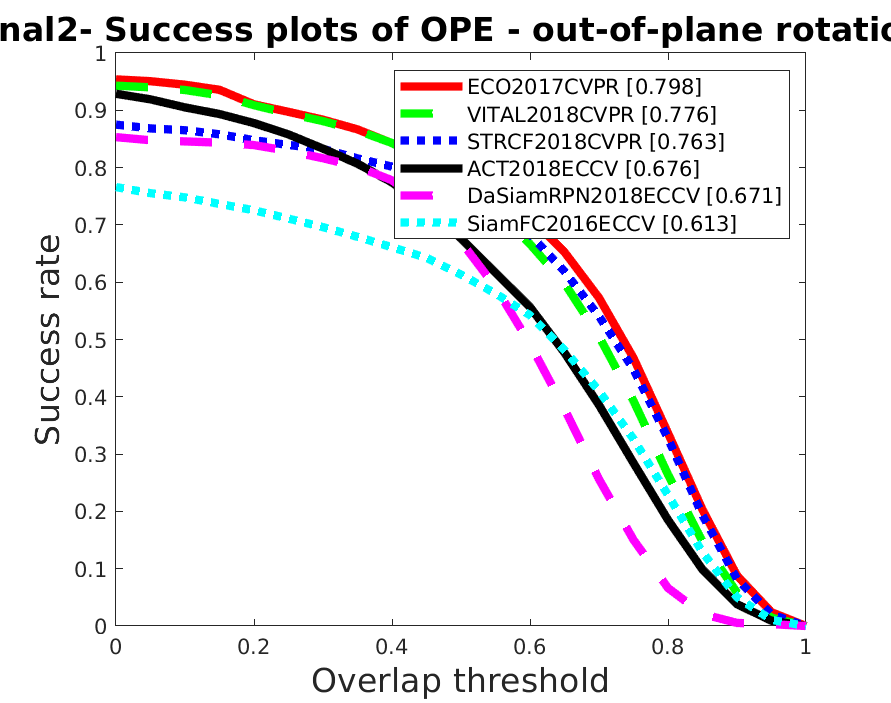 nal2- Success plots of OPE - out-of-plane rotatio
ECO2017CVPR [0.798]
VITAL2018CVPR [0.776]
STRCF2018CVPR [0.763]
ACT2018ECCV [0.676]
DaSiamRPN2018ECCV [0.671]
SiamFC2016ECCV [0.613]
Success rate
1
0.9
0.8
0.7
0.6
0.5
0.4
0.3
0.2
0.1
0
0 0.2 0.4 0.6 0.8 1
Overlap threshold